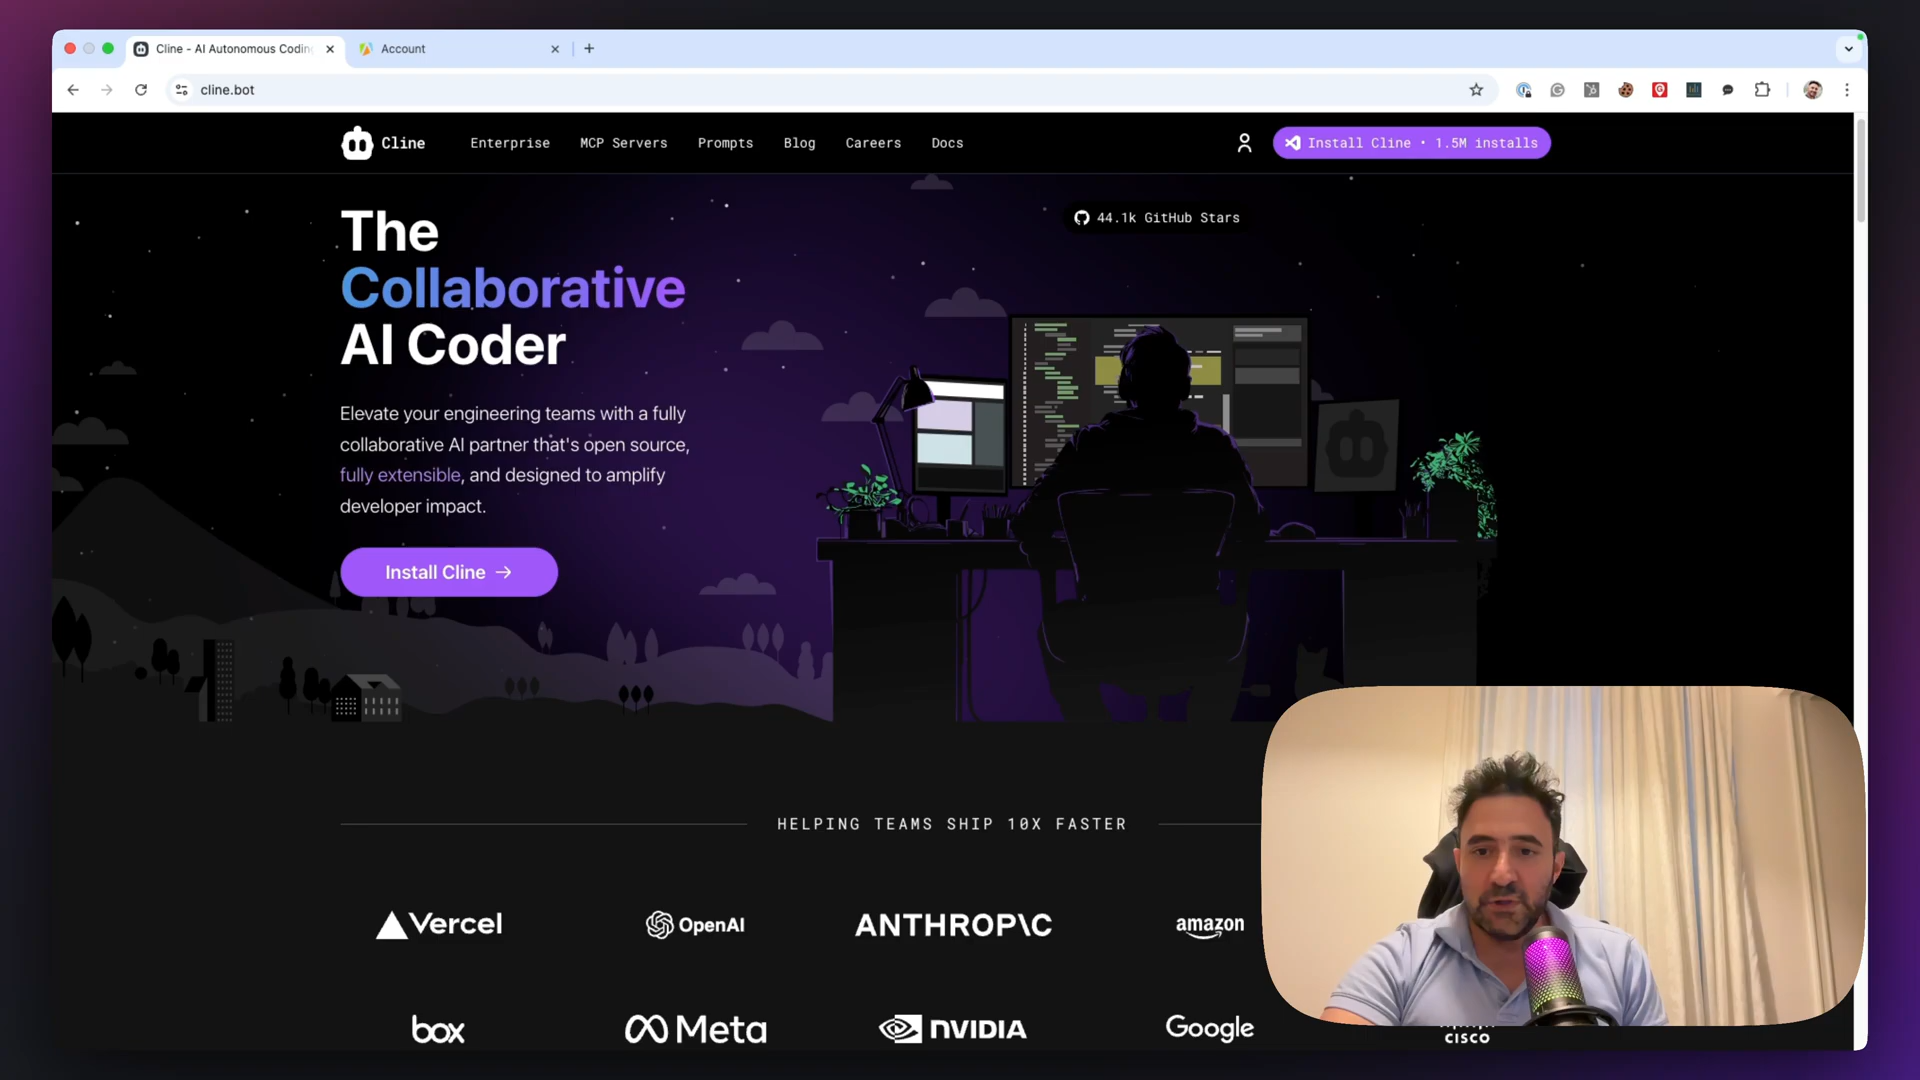 Cline - AI Autonomous Coding
Account
cline.bot
Cline
Enterprise
MCP Servers
Prompts
Blog
Careers
Docs
Install Cline • 1.5M installs
44.1k GitHub Stars
The
Collaborative
AI Coder
Elevate your engineering teams with a fully
collaborative AI partner that's open source,
fully extensible, and designed to amplify
developer impact.
Install Cline →
HELPING TEAMS SHIP 10X FASTER
Vercel
OpenAI
ANTHROP\C
amazon
box
Meta
NVIDIA
Google
CISCO